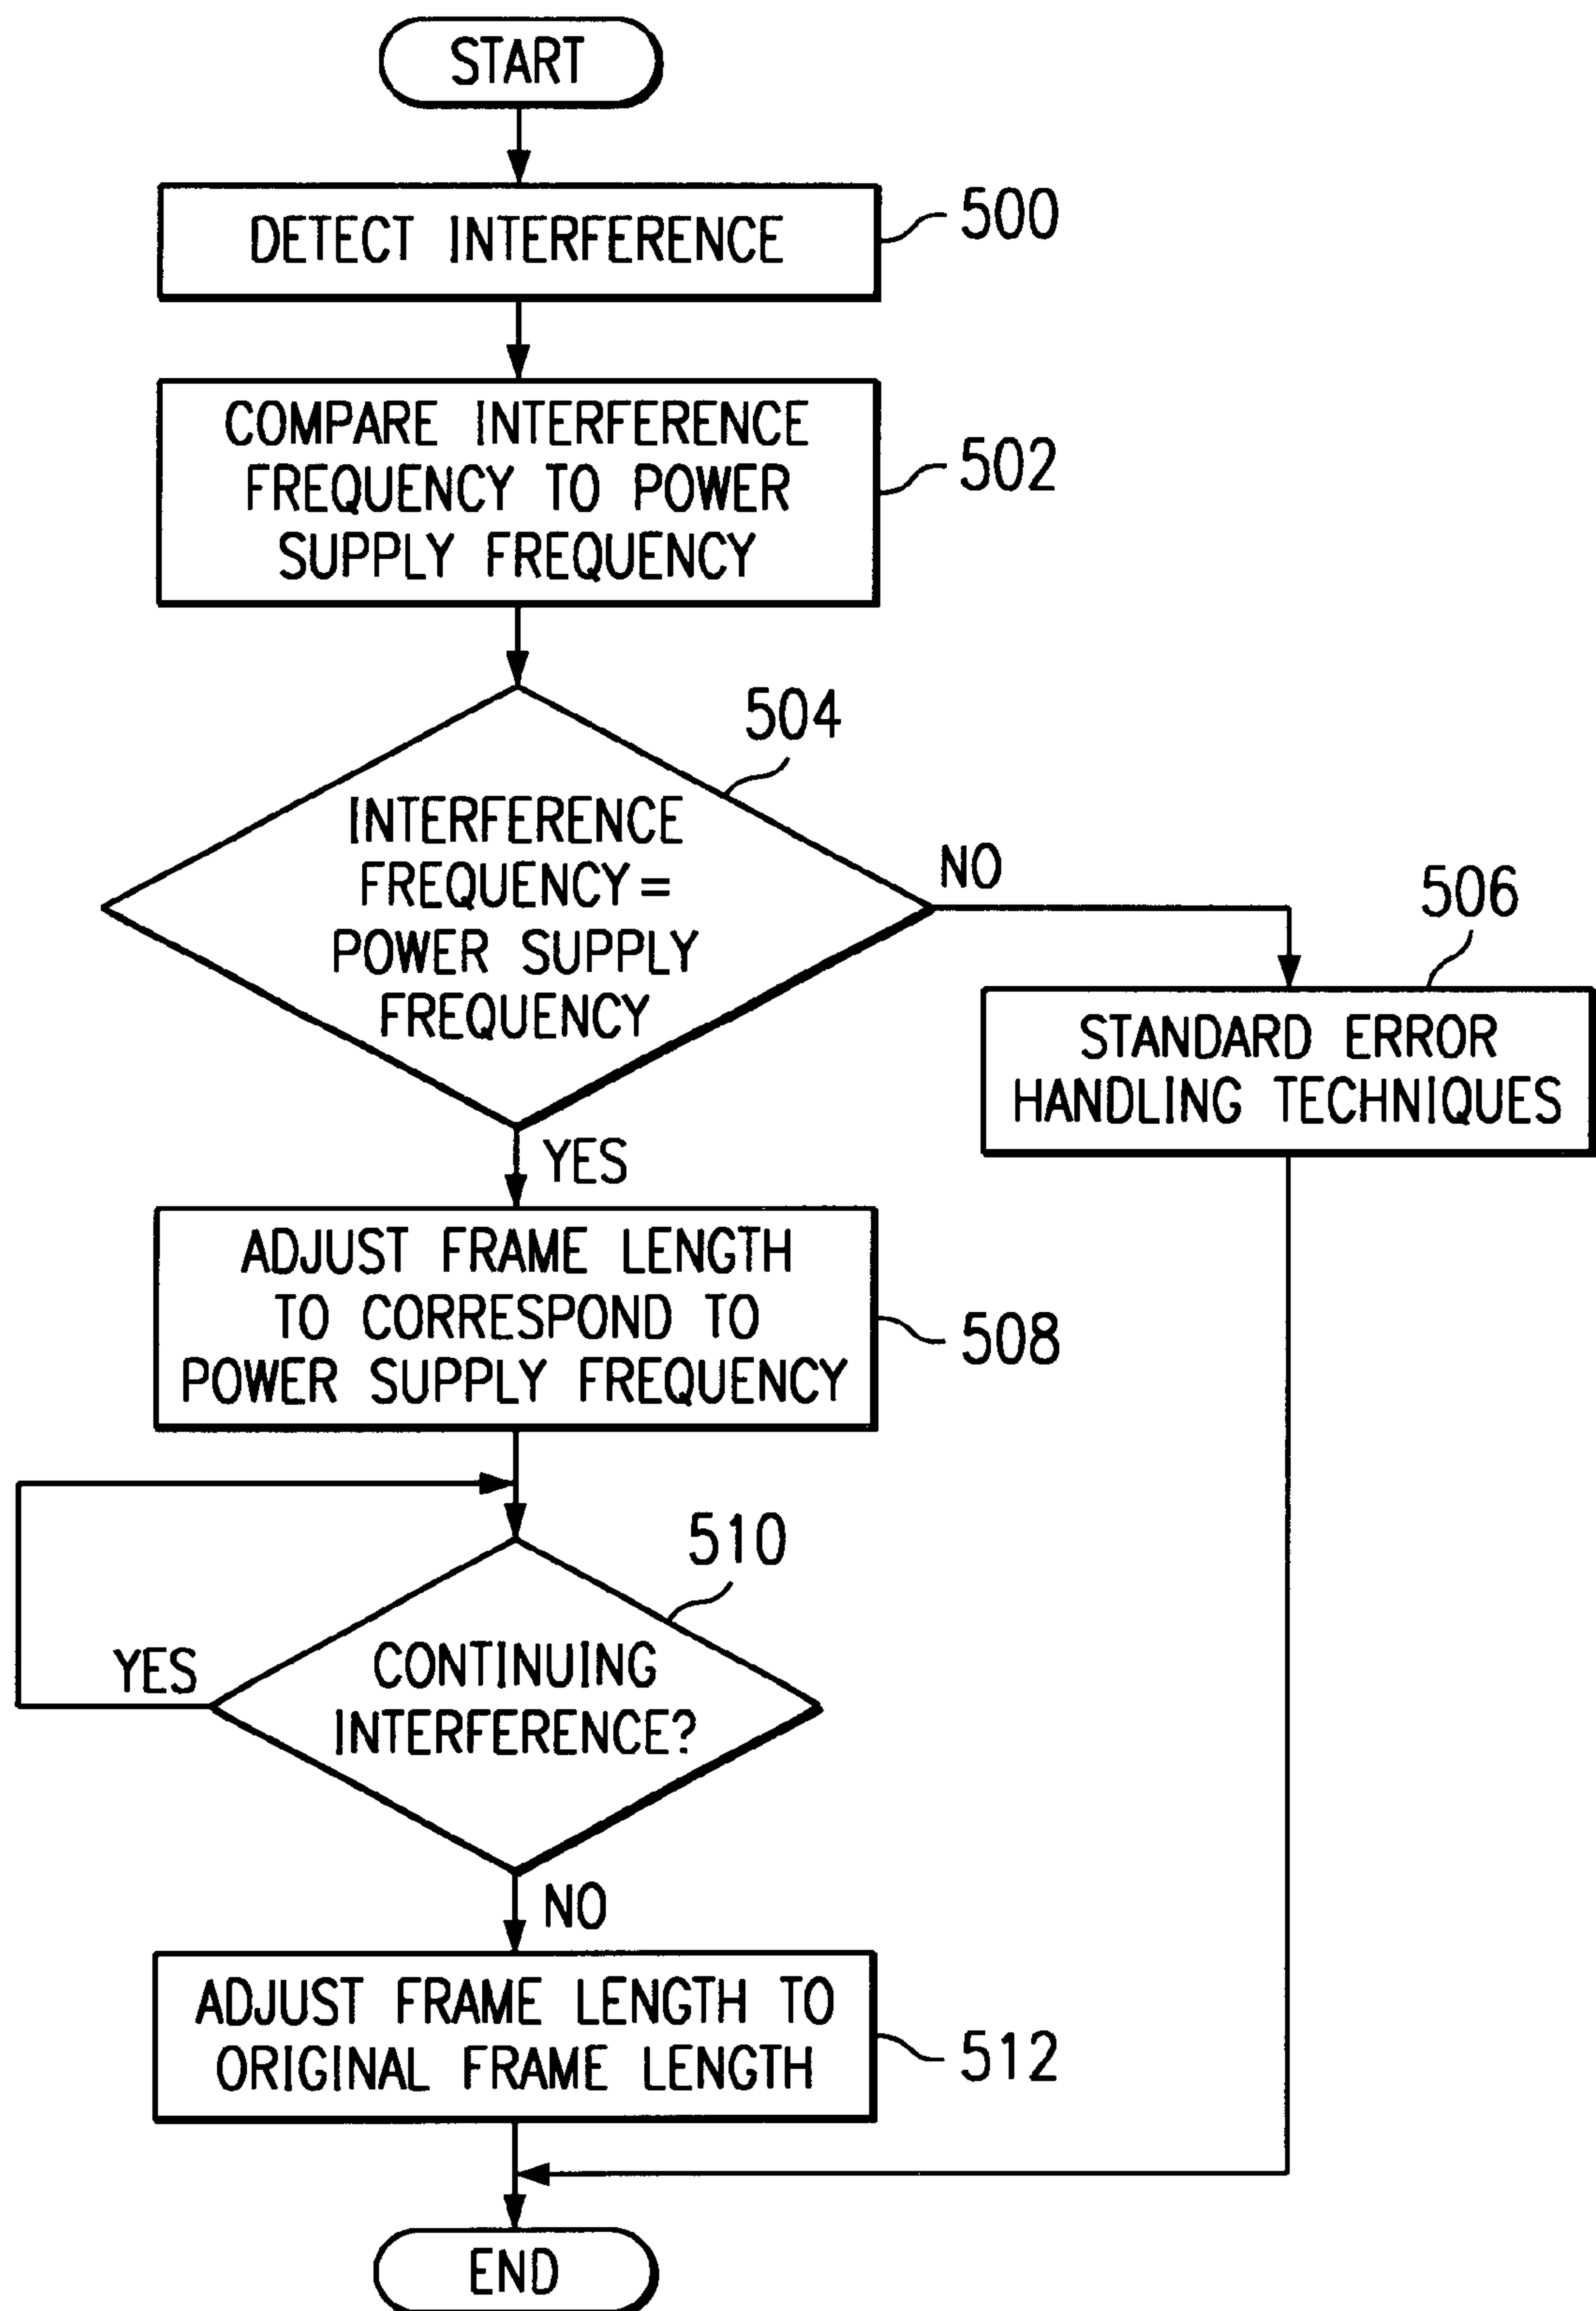 START
DETECT INTERFERENCE
500
COMPARE INTERFERENCE
FREQUENCY TO POWER
SUPPLY FREQUENCY
502
504
INTERFERENCE
FREQUENCY=
POWER SUPPLY
FREQUENCY
NO
506
STANDARD ERROR
HANDLING TECHNIQUES
YES
ADJUST FRAME LENGTH
TO CORRESPOND TO
POWER SUPPLY FREQUENCY
508
510
CONTINUING
INTERFERENCE?
YES
NO
ADJUST FRAME LENGTH TO
ORIGINAL FRAME LENGTH
512
END